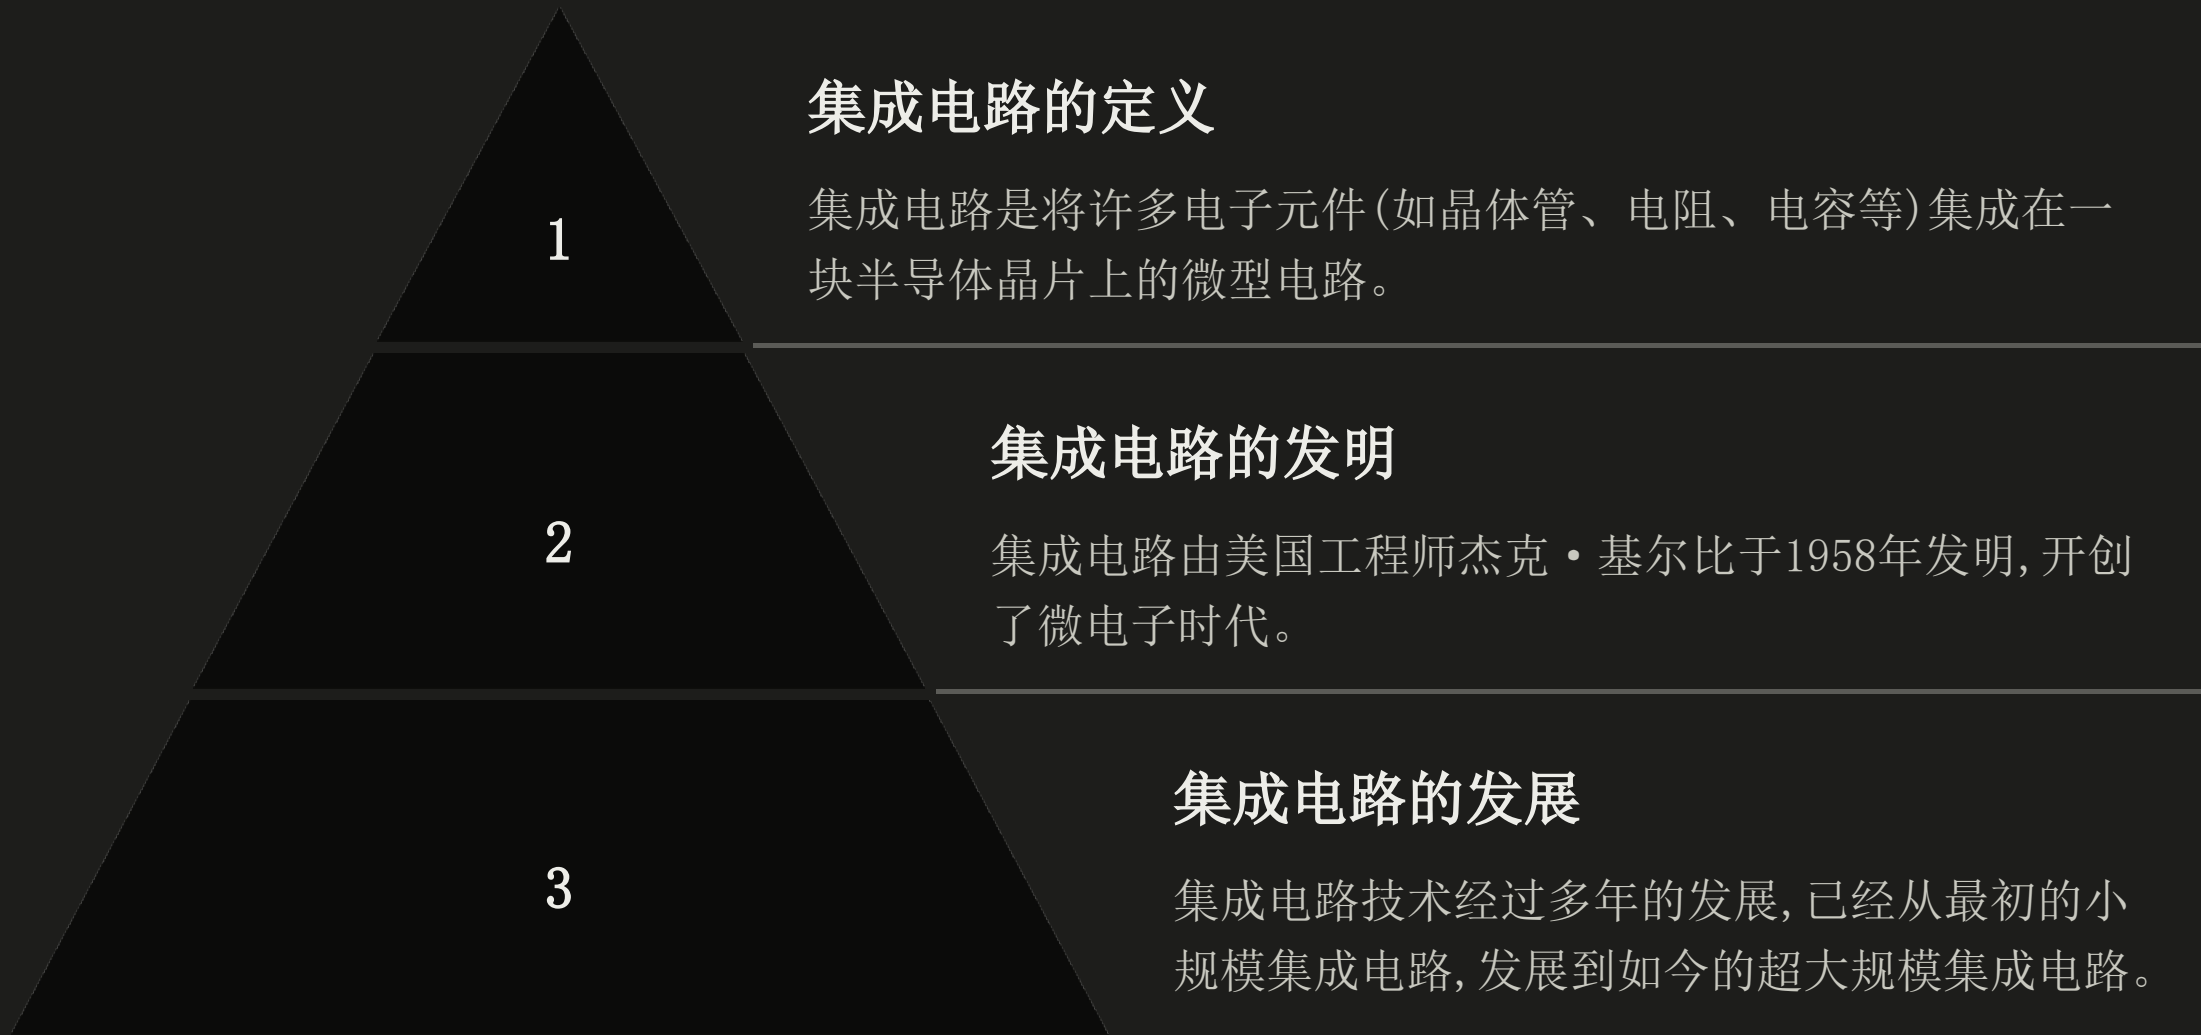 1
集成电路的定义
集成电路是将许多电子元件(如晶体管、电阻、电容等)集成在一
块半导体晶片上的微型电路。
2
集成电路的发明
集成电路由美国工程师杰克·基尔比于1958年发明,开创
了微电子时代。
3
集成电路的发展
集成电路技术经过多年的发展,已经从最初的小
规模集成电路,发展到如今的超大规模集成电路。